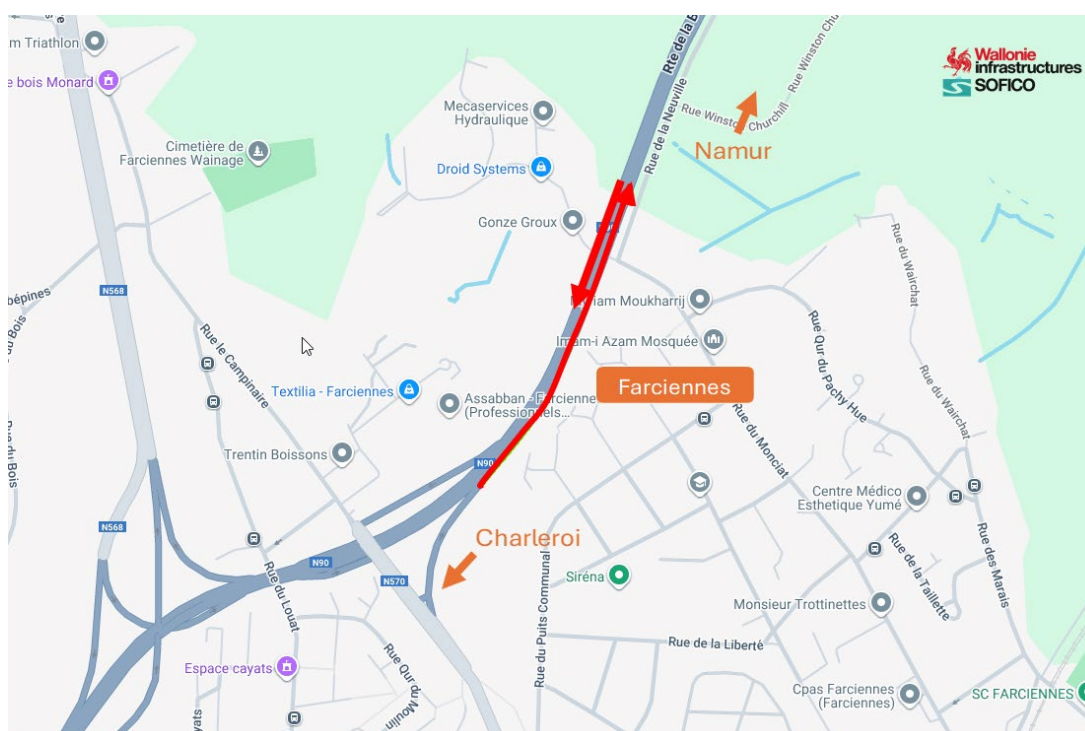 m Triathlon
e bois Monard
Rte de la B
Wallonie
infrastructures
SOFICO
Mecaservices
Hydraulique
Rue de la Neuville
Rue Winston Churchill
Rue Winston Chu
Namur
Cimetière de
Farciennes Wainage
Droid Systems
Gonze Groux
Rue du Wairchat
bépines
N568
Rue le Campinaire
iam Moukharrij
Imam-i Azam Mosquée
Rue Qur du Pachy Hue
Rue du Wairchat
Textilia - Farciennes
Assabban - Farcienne
(Professionnels...
Farciennes
Rue du Monciat
Trentin Boissons
N90
Rue du Bois
Centre Médico
Esthetique Yumé
N568
Charleroi
N90
N570
Rue du Louat
Siréna
Rue du Puits Communal
Rue de la Taillette
Rue des Marais
Monsieur Trottinettes
Rue de la Liberté
Espace cayats
Rue Qur du Moulin
Cpas Farciennes
(Farciennes)
SC FARCIENNES
yats